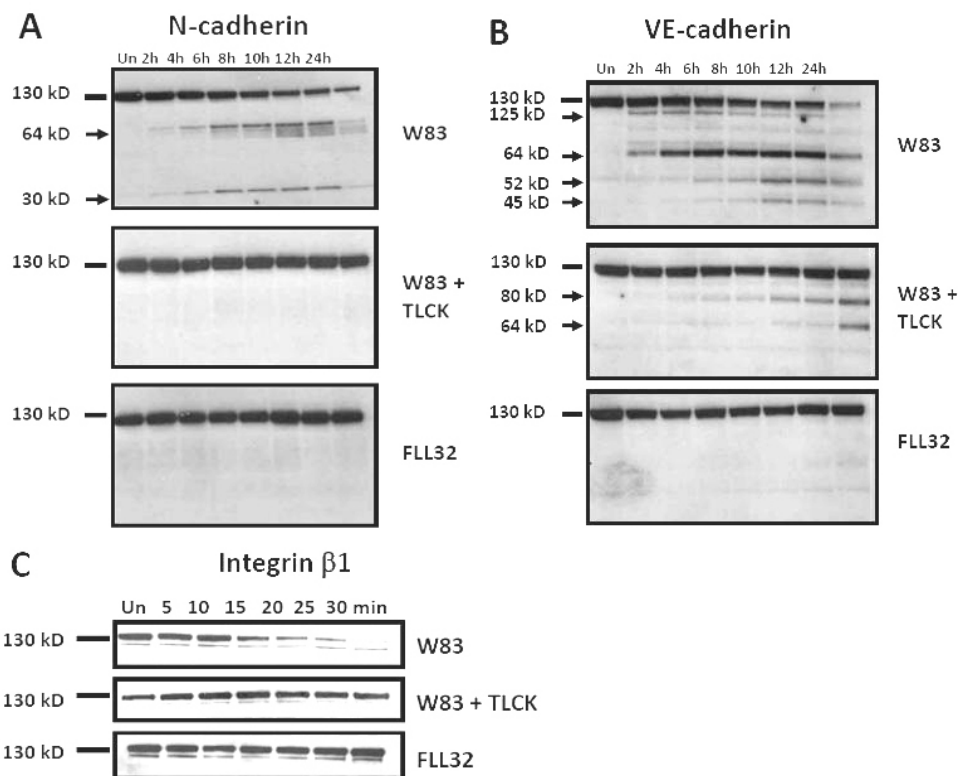 A
N-cadherin
Un 2h 4h 6h 8h 10h 12h 24h
130 kD
64 kD
30 kD
W83
130 kD
W83 +
TLCK
130 kD
FLL32
B
VE-cadherin
Un 2h 4h 6h 8h 10h 12h 24h
130 kD
125 kD
64 kD
52 kD
45 kD
W83
130 kD
80 kD
64 kD
W83 +
TLCK
130 kD
FLL32
C
Integrin β1
Un 5 10 15 20 25 30 min
130 kD
W83
130 kD
W83 + TLCK
130 kD
FLL32